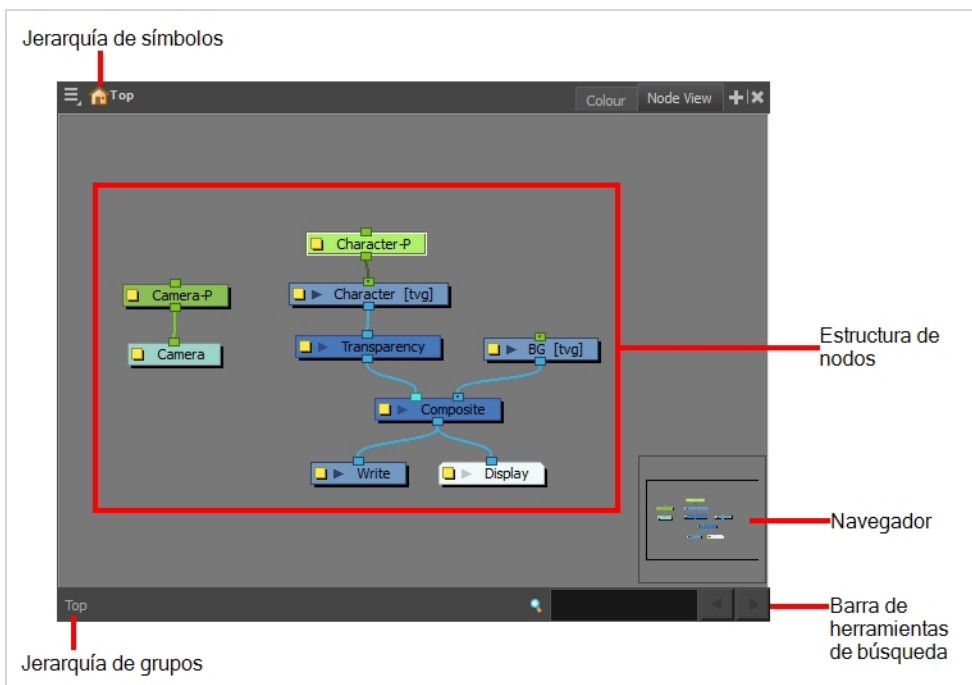 Jerarquía de símbolos
Top
Colour
Node View
Character-P
Camera-P
Character [tvg]
Camera
Transparency
BG [tvg]
Estructura de
nodos
Composite
Write
Display
Navegador
Top
Barra de
herramientas
de búsqueda
Jerarquía de grupos